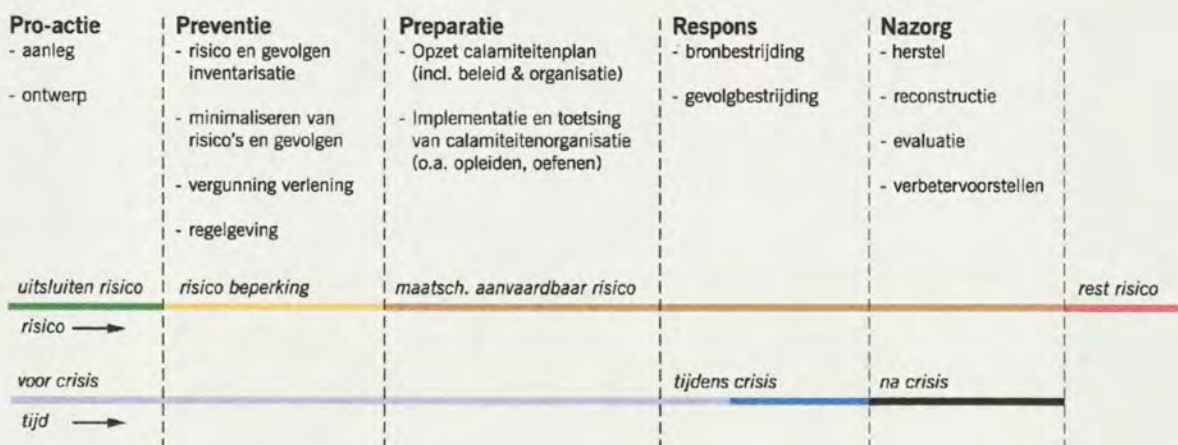 Pro-actie
- aanleg
- ontwerp
Preventie
- risico en gevolgen
inventarisatie
- minimaliseren van
risico's en gevolgen
- vergunning verlening
- regelgeving
Preparatie
- Opzet calamiteitenplan
(incl. beleid & organisatie)
- Implementatie en toetsing
van calamiteitenorganisatie
(o.a. opleiden, oefenen)
Respons
- bronbestrijding
- gevolgbestrijding
Nazorg
- herstel
- reconstructie
- evaluatie
- verbetervoorstellen
uitsluiten risico
risico beperking
maatsch. aanvaardbaar risico
rest risico
risico
voor crisis
tijdens crisis
na crisis
tijd